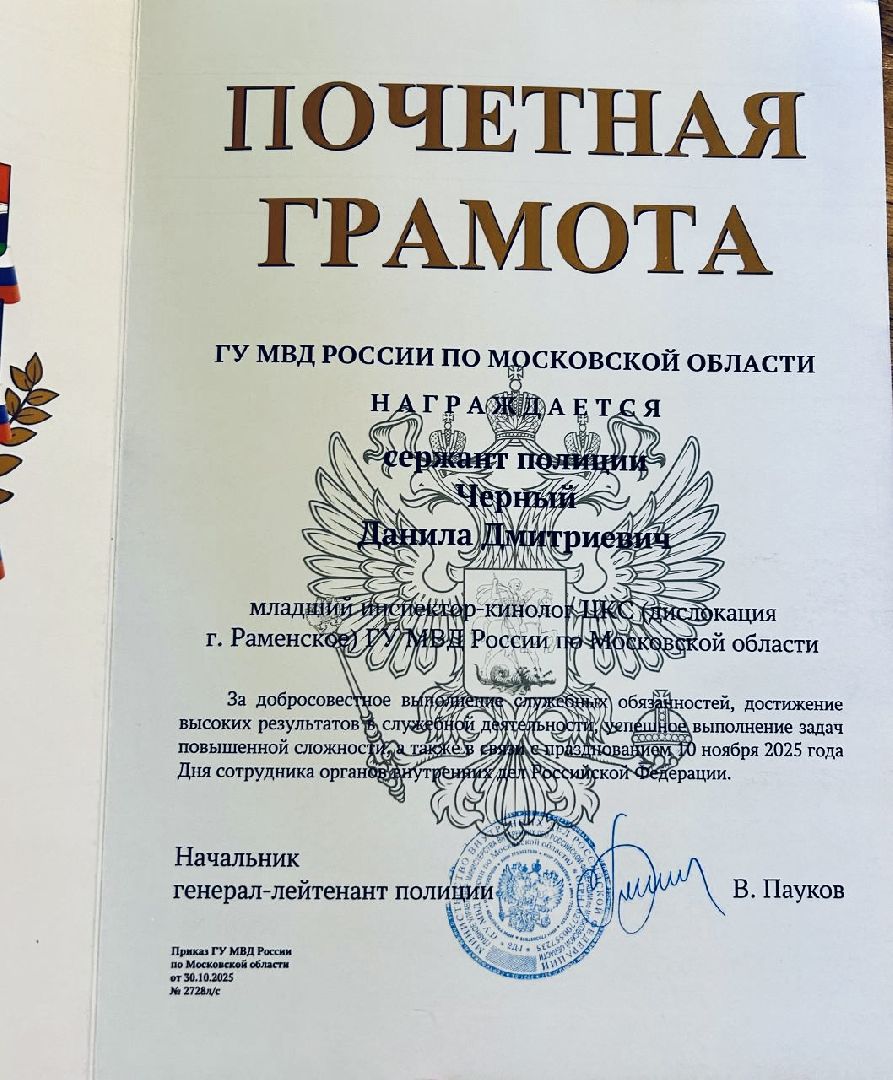 ПОЧЕТНАЯ
ГРАМОТА
ГУ МВД РОССИИ ПО МОСКОВСКОЙ ОБЛАСТИ
НАГРАЖДАЕТСЯ
сержант полиции
Черный
Данила Дмитриевич
младший инспектор-кинолог ЦКС (дислокация
г. Раменское) ГУ МВД России по Московской области
За добросовестное выполнение служебных обязанностей, достижение
высоких результатов в служебной деятельности, успешное выполнение задач
повышенной сложности, а также в связи с празднованием 10 ноября 2025 года
Дня сотрудника органов внутренних дел Российской Федерации.
Начальник
генерал-лейтенант полиции
В. Пауков
Приказ ГУ МВД России
по Московской области
от 30.10.2025
№ 2728л/с